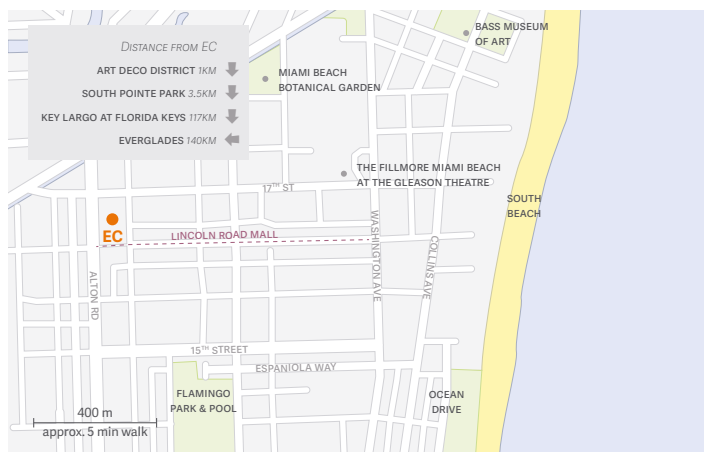 DISTANCE FROM EC
ART DECO DISTRICT 1KM
SOUTH POINTE PARK 3.5KM
KEY LARGO AT FLORIDA KEYS 117KM
EVERGLADES 140KM
BASS MUSEUM
OF ART
MIAMI BEACH
BOTANICAL GARDEN
THE FILLMORE MIAMI BEACH
AT THE GLEASON THEATRE
17TH ST
SOUTH
BEACH
EC
LINCOLN ROAD MALL
WASHINGTON AVE
COLLINS AVE
ALTON RD
15TH STREET
ESPANIOLA WAY
FLAMINGO
PARK & POOL
OCEAN
DRIVE
400 m
approx. 5 min walk